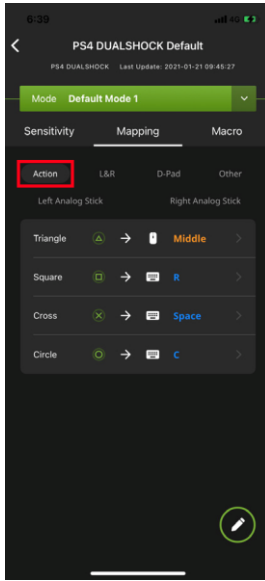 6:39 4G
PS4 DUALSHOCK Default
PS4 DUALSHOCK Last Update: 2021-01-21 09:45:27
Mode Default Mode 1
Sensitivity Mapping Macro
Action L&R D-Pad Other
Left Analog Stick Right Analog Stick
Triangle Middle
Square R
Cross Space
Circle C